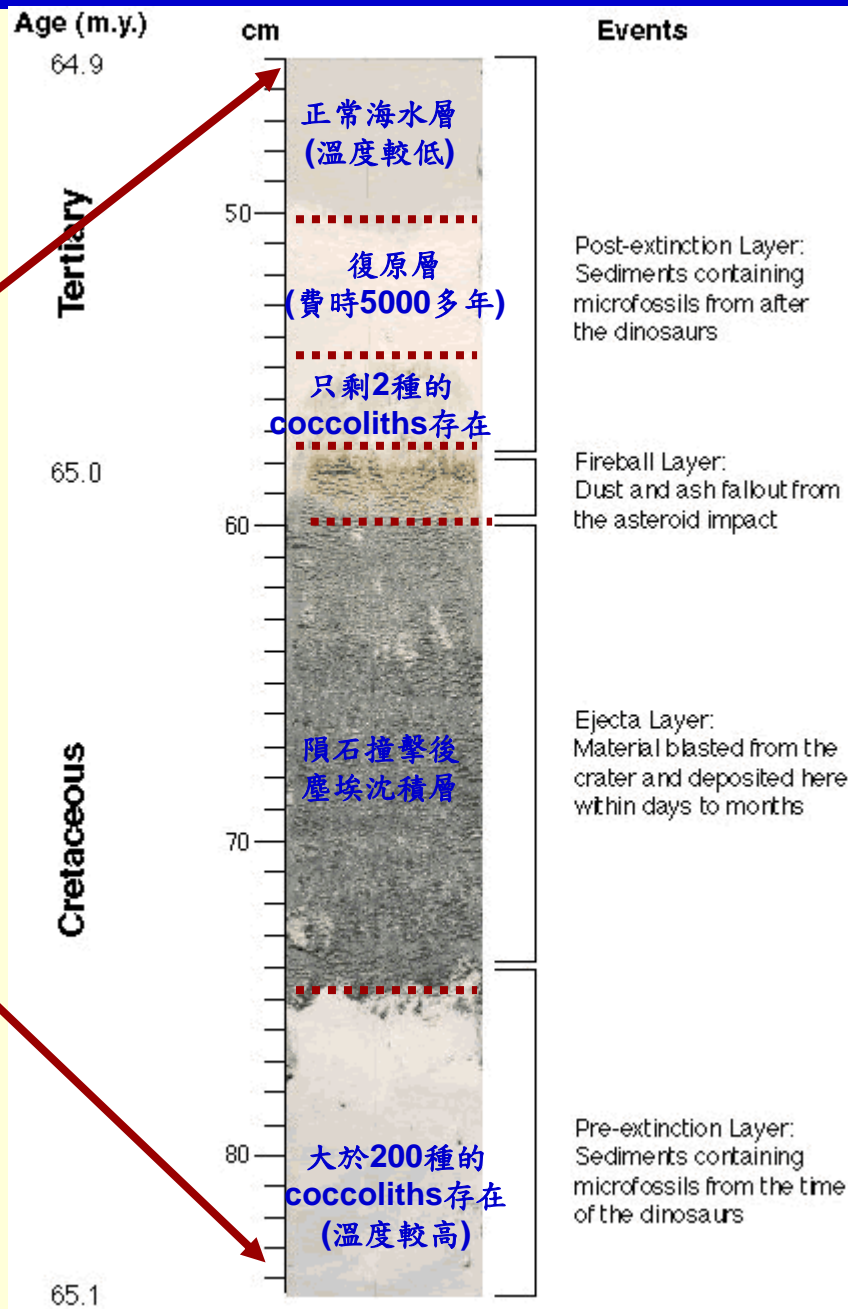 Age (m.y.)
cm
Events
64.9
Tertiary
正常海水層
(溫度較低)
50
復原層
(費時5000多年)
Post-extinction Layer:
Sediments containing
microfossils from after
the dinosaurs
只剩2種的
coccoliths存在
65.0
Fireball Layer:
Dust and ash fallout from
the asteroid impact
60
Cretaceous
隕石撞擊後
塵埃沈積層
Ejecta Layer:
Material blasted from the
crater and deposited here
within days to months
70
80
大於200種的
coccoliths存在
(溫度較高)
Pre-extinction Layer:
Sediments containing
microfossils from the time
of the dinosaurs
65.1